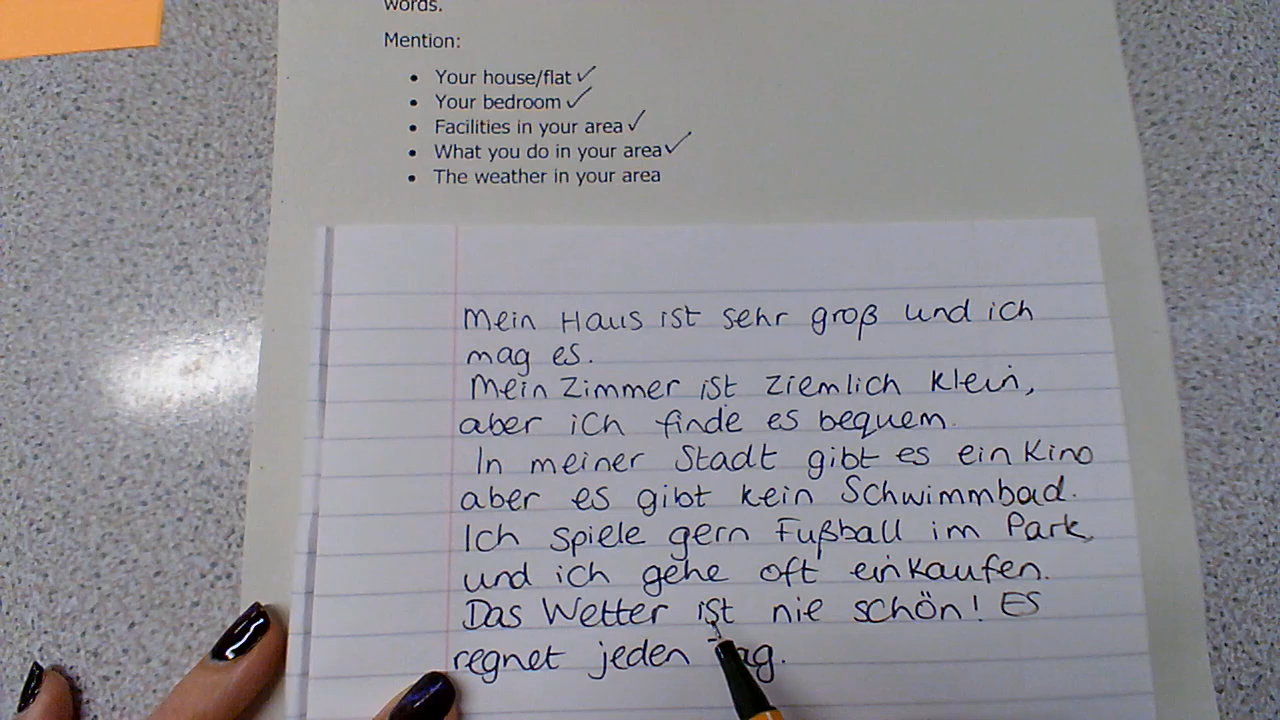 words.
Mention:
• Your house/flat ✓
• Your bedroom ✓
• Facilities in your area ✓
• What you do in your area ✓
• The weather in your area
Mein Haus ist sehr groß und ich
mag es.
Mein Zimmer ist ziemlich klein,
aber ich finde es bequem.
In meiner Stadt gibt es ein Kino
aber es gibt kein Schwimmbad.
Ich spiele gern Fußball im Park,
und ich gehe oft einkaufen.
Das Wetter ist nie schön! Es
regnet jeden